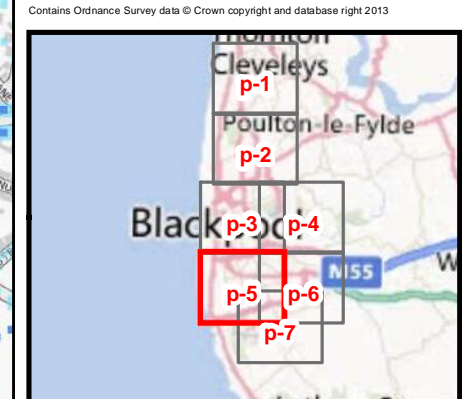 Contains Ordnance Survey data © Crown copyright and database right 2013
Thornton
Cleveleys
p-1
Poulton-le-Fylde
p-2
Blackpool
p-3
p-4
M55
W
p-5
p-6
p-7